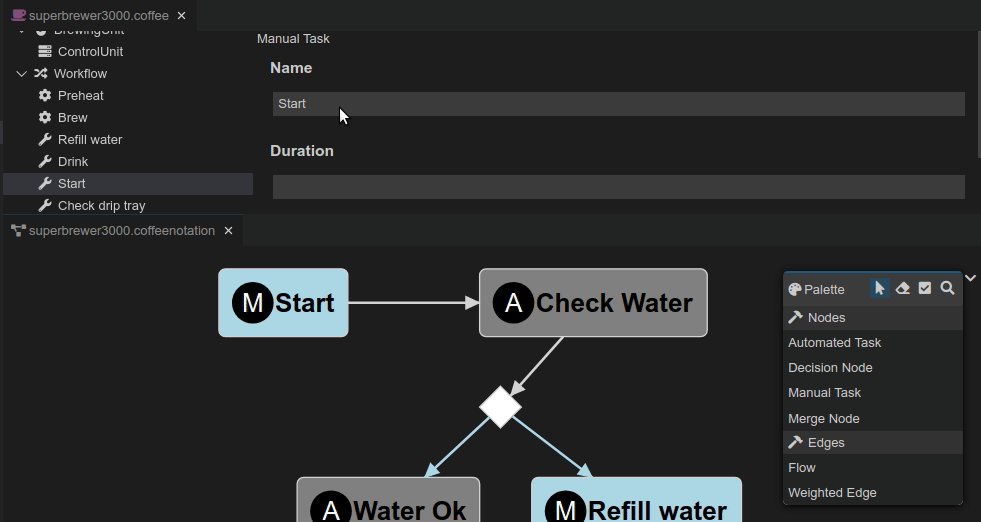 superbrewer3000.coffee
BrewingUnit
ControlUnit
Workflow
Preheat
Brew
Refill water
Drink
Start
Check drip tray
Manual Task
Name
Start
Duration
superbrewer3000.coffeenotation
M Start
A Check Water
A Water Ok
M Refill water
Palette
Nodes
Automated Task
Decision Node
Manual Task
Merge Node
Edges
Flow
Weighted Edge